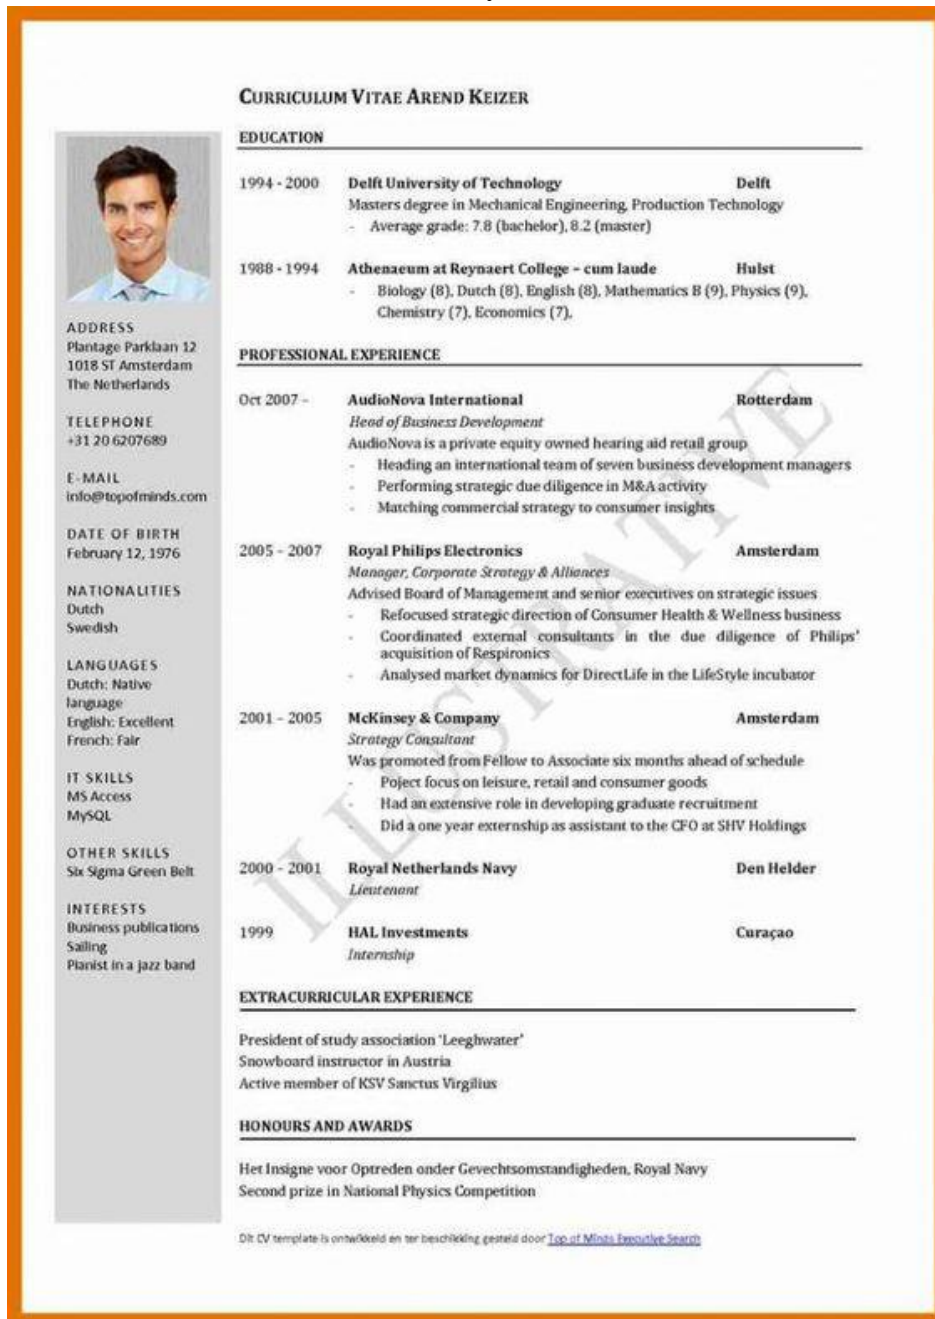 CURRICULUM VITAE AREND KEIZER
EDUCATION
1994 - 2000 Delft University of Technology Delft
Masters degree in Mechanical Engineering, Production Technology
- Average grade: 7.8 (bachelor), 8.2 (master)
1988 - 1994 Athenaeum at Reynaert College – cum laude Hulst
- Biology (8), Dutch (8), English (8), Mathematics B (9), Physics (9),
Chemistry (7), Economics (7),
PROFESSIONAL EXPERIENCE
Oct 2007 - AudioNova International Rotterdam
Head of Business Development
AudioNova is a private equity owned hearing aid retail group
- Heading an international team of seven business development managers
- Performing strategic due diligence in M&A activity
- Matching commercial strategy to consumer insights
2005 – 2007 Royal Philips Electronics Amsterdam
Manager, Corporate Strategy & Alliances
Advised Board of Management and senior executives on strategic issues
- Refocused strategic direction of Consumer Health & Wellness business
- Coordinated external consultants in the due diligence of Philips'
acquisition of Respironics
- Analysed market dynamics for DirectLife in the LifeStyle incubator
2001 – 2005 McKinsey & Company Amsterdam
Strategy Consultant
Was promoted from Fellow to Associate six months ahead of schedule
- Poject focus on leisure, retail and consumer goods
- Had an extensive role in developing graduate recruitment
- Did a one year externship as assistant to the CFO at SHV Holdings
2000 – 2001 Royal Netherlands Navy Den Helder
Lieutenant
1999 HAL Investments Curaçao
Internship
EXTRACURRICULAR EXPERIENCE
President of study association 'Leeghwater'
Snowboard instructor in Austria
Active member of KSV Sanctus Virgilius
HONOURS AND AWARDS
Het Insigne voor Optreden onder Gevechtsomstandigheden, Royal Navy
Second prize in National Physics Competition
Dit CV template is ontwikkeld en ter beschikking gesteld door Top of Minds Executive Search
ADDRESS
Plantage Parklaan 12
1018 ST Amsterdam
The Netherlands
TELEPHONE
+31 20 6207689
E-MAIL
info@topofminds.com
DATE OF BIRTH
February 12, 1976
NATIONALITIES
Dutch
Swedish
LANGUAGES
Dutch: Native
language
English: Excellent
French: Fair
IT SKILLS
MS Access
MySQL
OTHER SKILLS
Six Sigma Green Belt
INTERESTS
Business publications
Sailing
Pianist in a jazz band
ILLUSTRATIVE